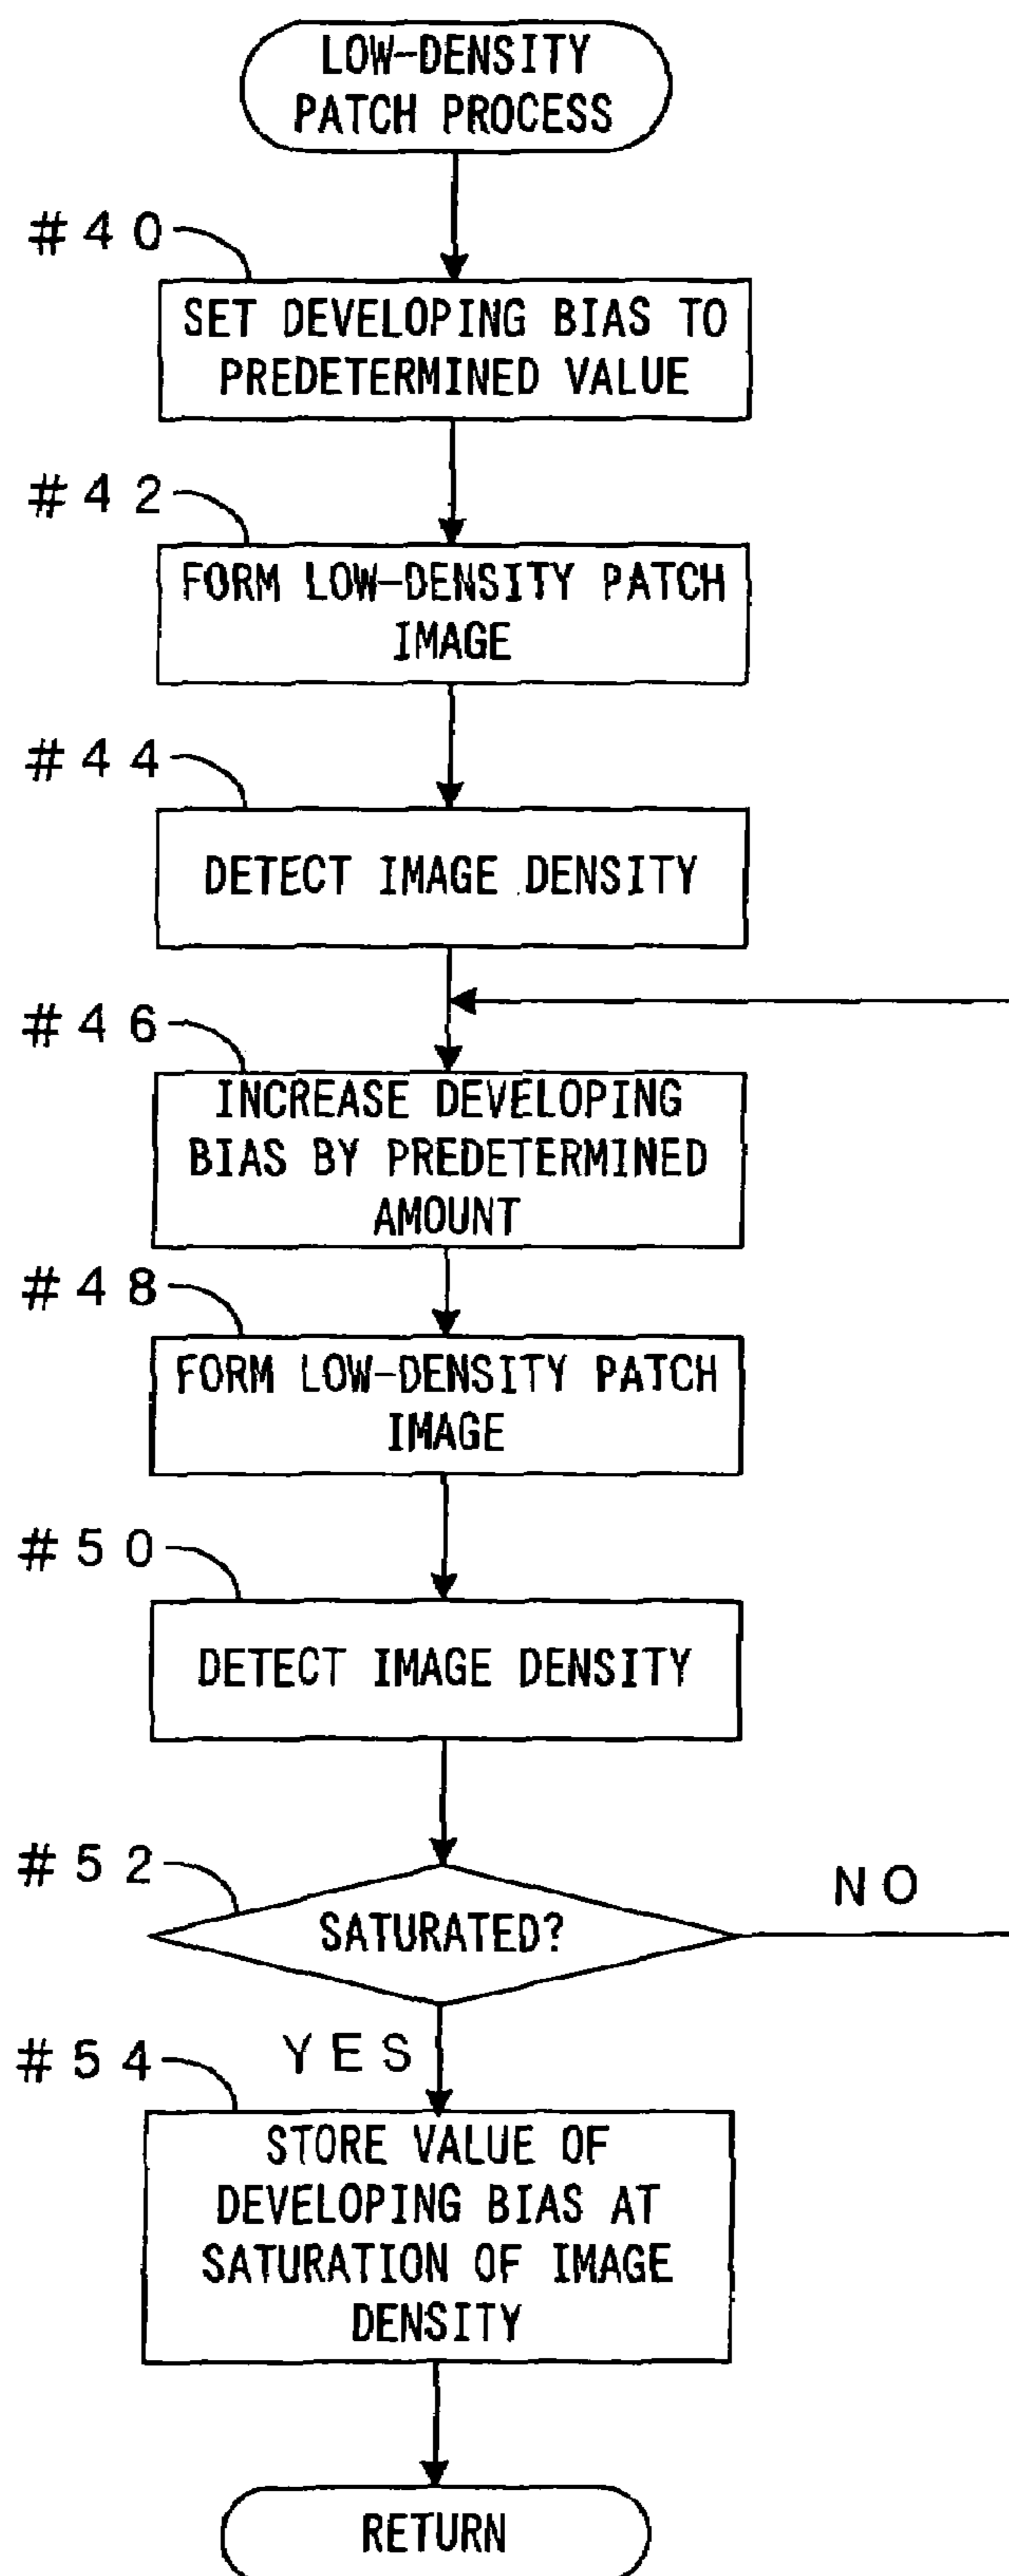 LOW-DENSITY
PATCH PROCESS
#40
SET DEVELOPING BIAS TO
PREDETERMINED VALUE
#42
FORM LOW-DENSITY PATCH
IMAGE
#44
DETECT IMAGE DENSITY
#46
INCREASE DEVELOPING
BIAS BY PREDETERMINED
AMOUNT
#48
FORM LOW-DENSITY PATCH
IMAGE
#50
DETECT IMAGE DENSITY
#52
SATURATED?
NO
YES
#54
STORE VALUE OF
DEVELOPING BIAS AT
SATURATION OF IMAGE
DENSITY
RETURN